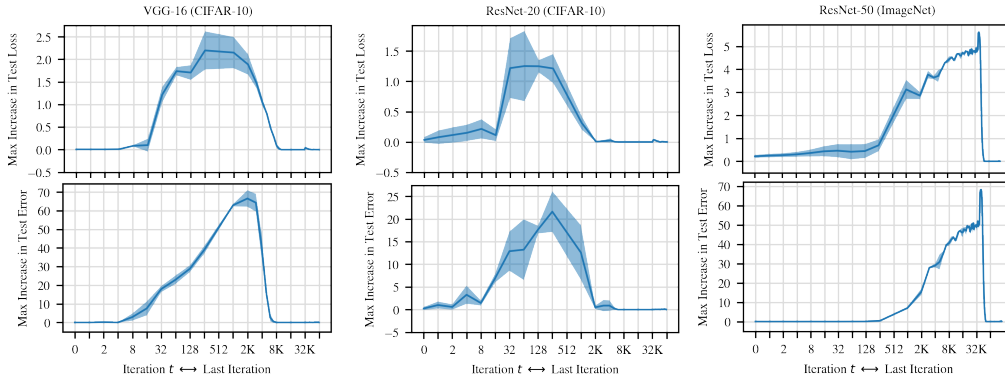 VGG-16 (CIFAR-10)
ResNet-20 (CIFAR-10)
ResNet-50 (ImageNet)
Max Increase in Test Loss
2.5
2.0
1.5
1.0
0.5
0.0
−0.5
Max Increase in Test Loss
1.5
1.0
0.5
0.0
−0.5
Max Increase in Test Loss
5
4
3
2
1
0
Max Increase in Test Error
70
60
50
40
30
20
10
0
Max Increase in Test Error
25
20
15
10
5
0
−5
Max Increase in Test Error
70
60
50
40
30
20
10
0
0 2 8 32 128 512 2K 8K 32K
0 2 8 32 128 512 2K 8K 32K
0 2 8 32 128 512 2K 8K 32K
Iteration t ↔ Last Iteration
Iteration t ↔ Last Iteration
Iteration t ↔ Last Iteration